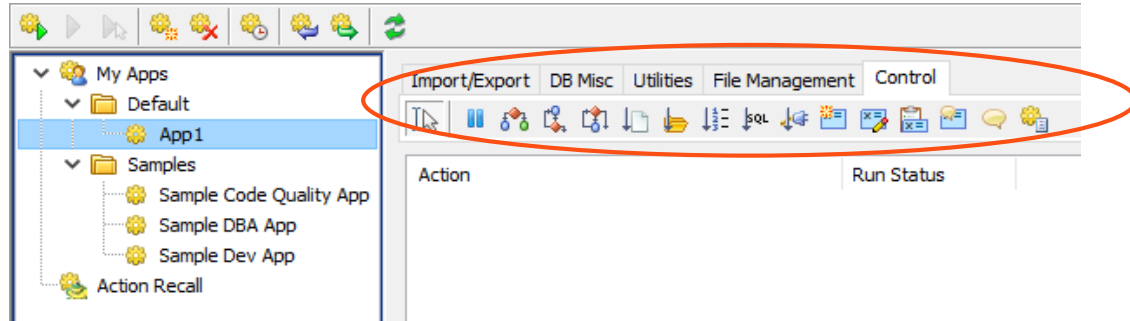 My Apps
Default
App1
Samples
Sample Code Quality App
Sample DBA App
Sample Dev App
Action Recall
Import/Export DB Misc Utilities File Management Control
SQL
Action Run Status